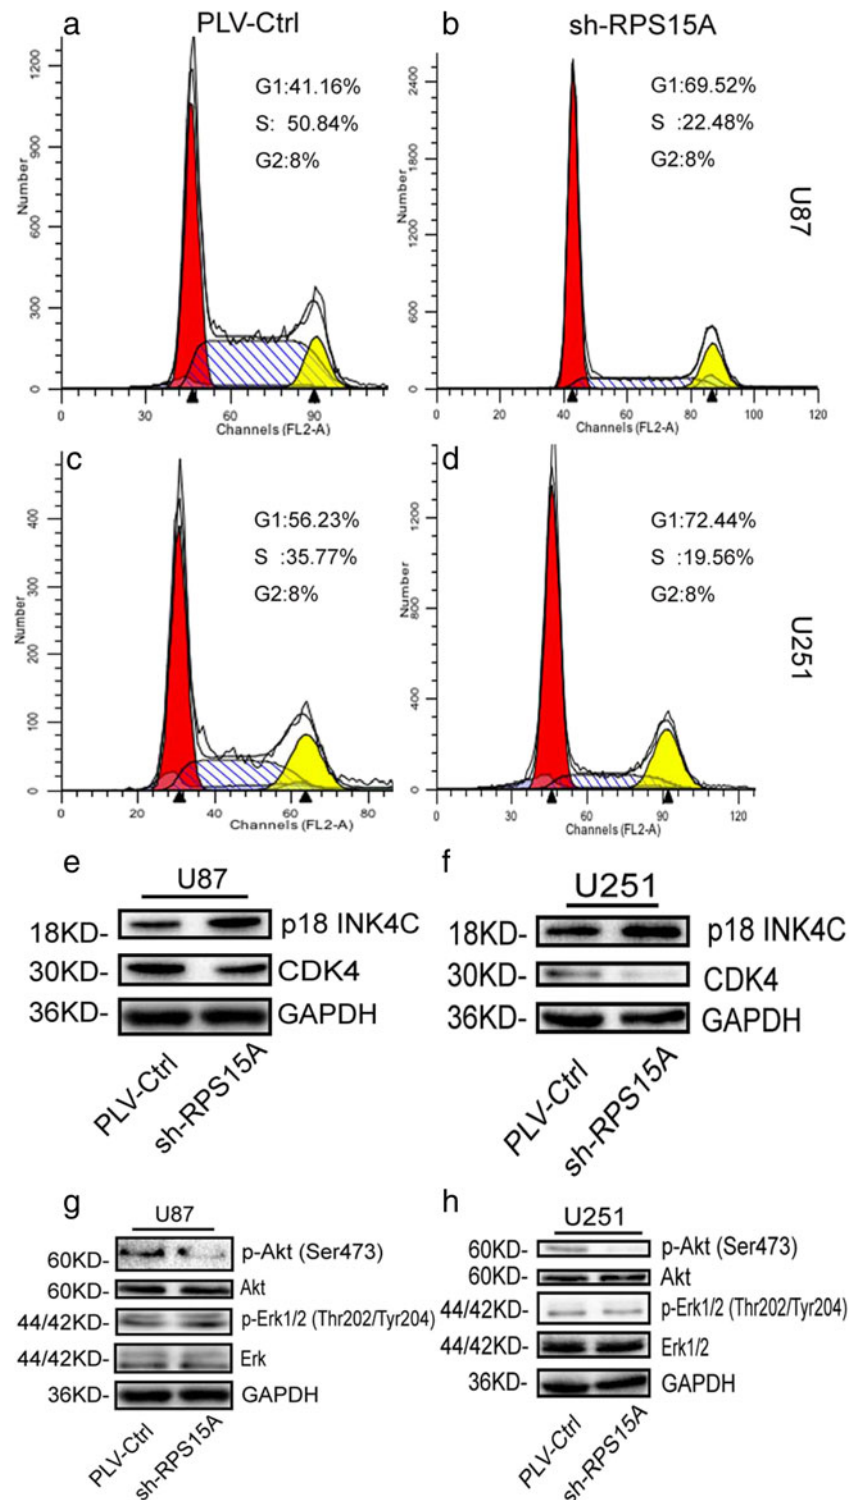 a PLV-Ctrl b sh-RPS15A
G1:41.16%
S: 50.84%
G2:8%
Number
1200
900
600
300
0
0 30 60 90
Channels (FL2-A)
G1:69.52%
S :22.48%
G2:8%
Number
2400
1800
1200
600
0
0 20 40 60 80 100 120
Channels (FL2-A)
U87
c
G1:56.23%
S :35.77%
G2:8%
Number
400
300
200
100
0
0 20 40 60 80
Channels (FL2-A)
d
G1:72.44%
S :19.56%
G2:8%
Number
1200
800
400
0
0 30 60 90 120
Channels (FL2-A)
U251
e
U87
18KD- p18 INK4C
30KD- CDK4
36KD- GAPDH
PLV-Ctrl
sh-RPS15A
f
U251
18KD- p18 INK4C
30KD- CDK4
36KD- GAPDH
PLV-Ctrl
sh-RPS15A
g
U87
60KD- p-Akt (Ser473)
60KD- Akt
44/42KD- p-Erk1/2 (Thr202/Tyr204)
44/42KD- Erk
36KD- GAPDH
PLV-Ctrl
sh-RPS15A
h
U251
60KD- p-Akt (Ser473)
60KD- Akt
44/42KD- p-Erk1/2 (Thr202/Tyr204)
44/42KD- Erk1/2
36KD- GAPDH
PLV-Ctrl
sh-RPS15A